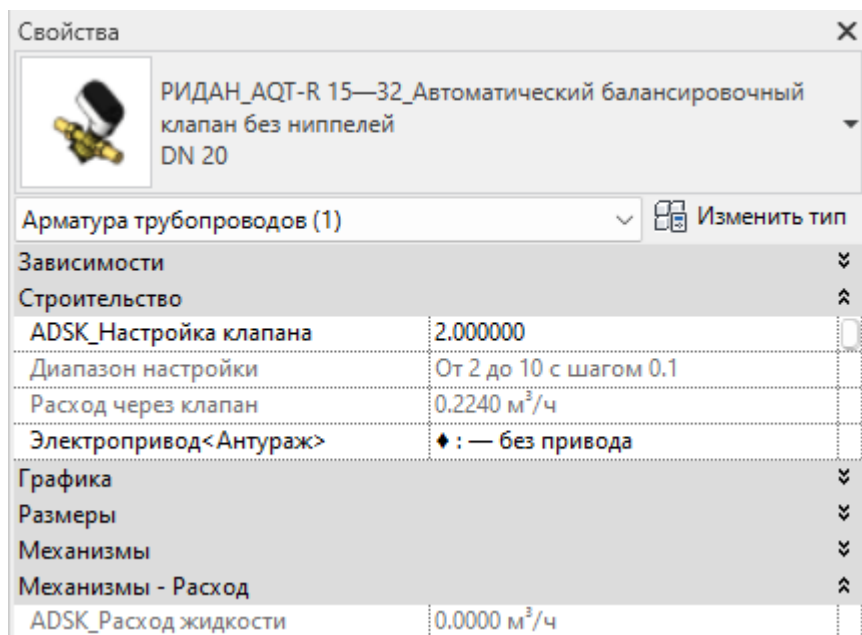 Свойства
РИДАН_AQT-R 15—32_Автоматический балансировочный
клапан без ниппелей
DN 20
Арматура трубопроводов (1)
Изменить тип
Зависимости
Строительство
ADSK_Настройка клапана 2.000000
Диапазон настройки От 2 до 10 с шагом 0.1
Расход через клапан 0.2240 м³/ч
Электропривод<Антураж> ♦ : — без привода
Графика
Размеры
Механизмы
Механизмы - Расход
ADSK_Расход жидкости 0.0000 м³/ч